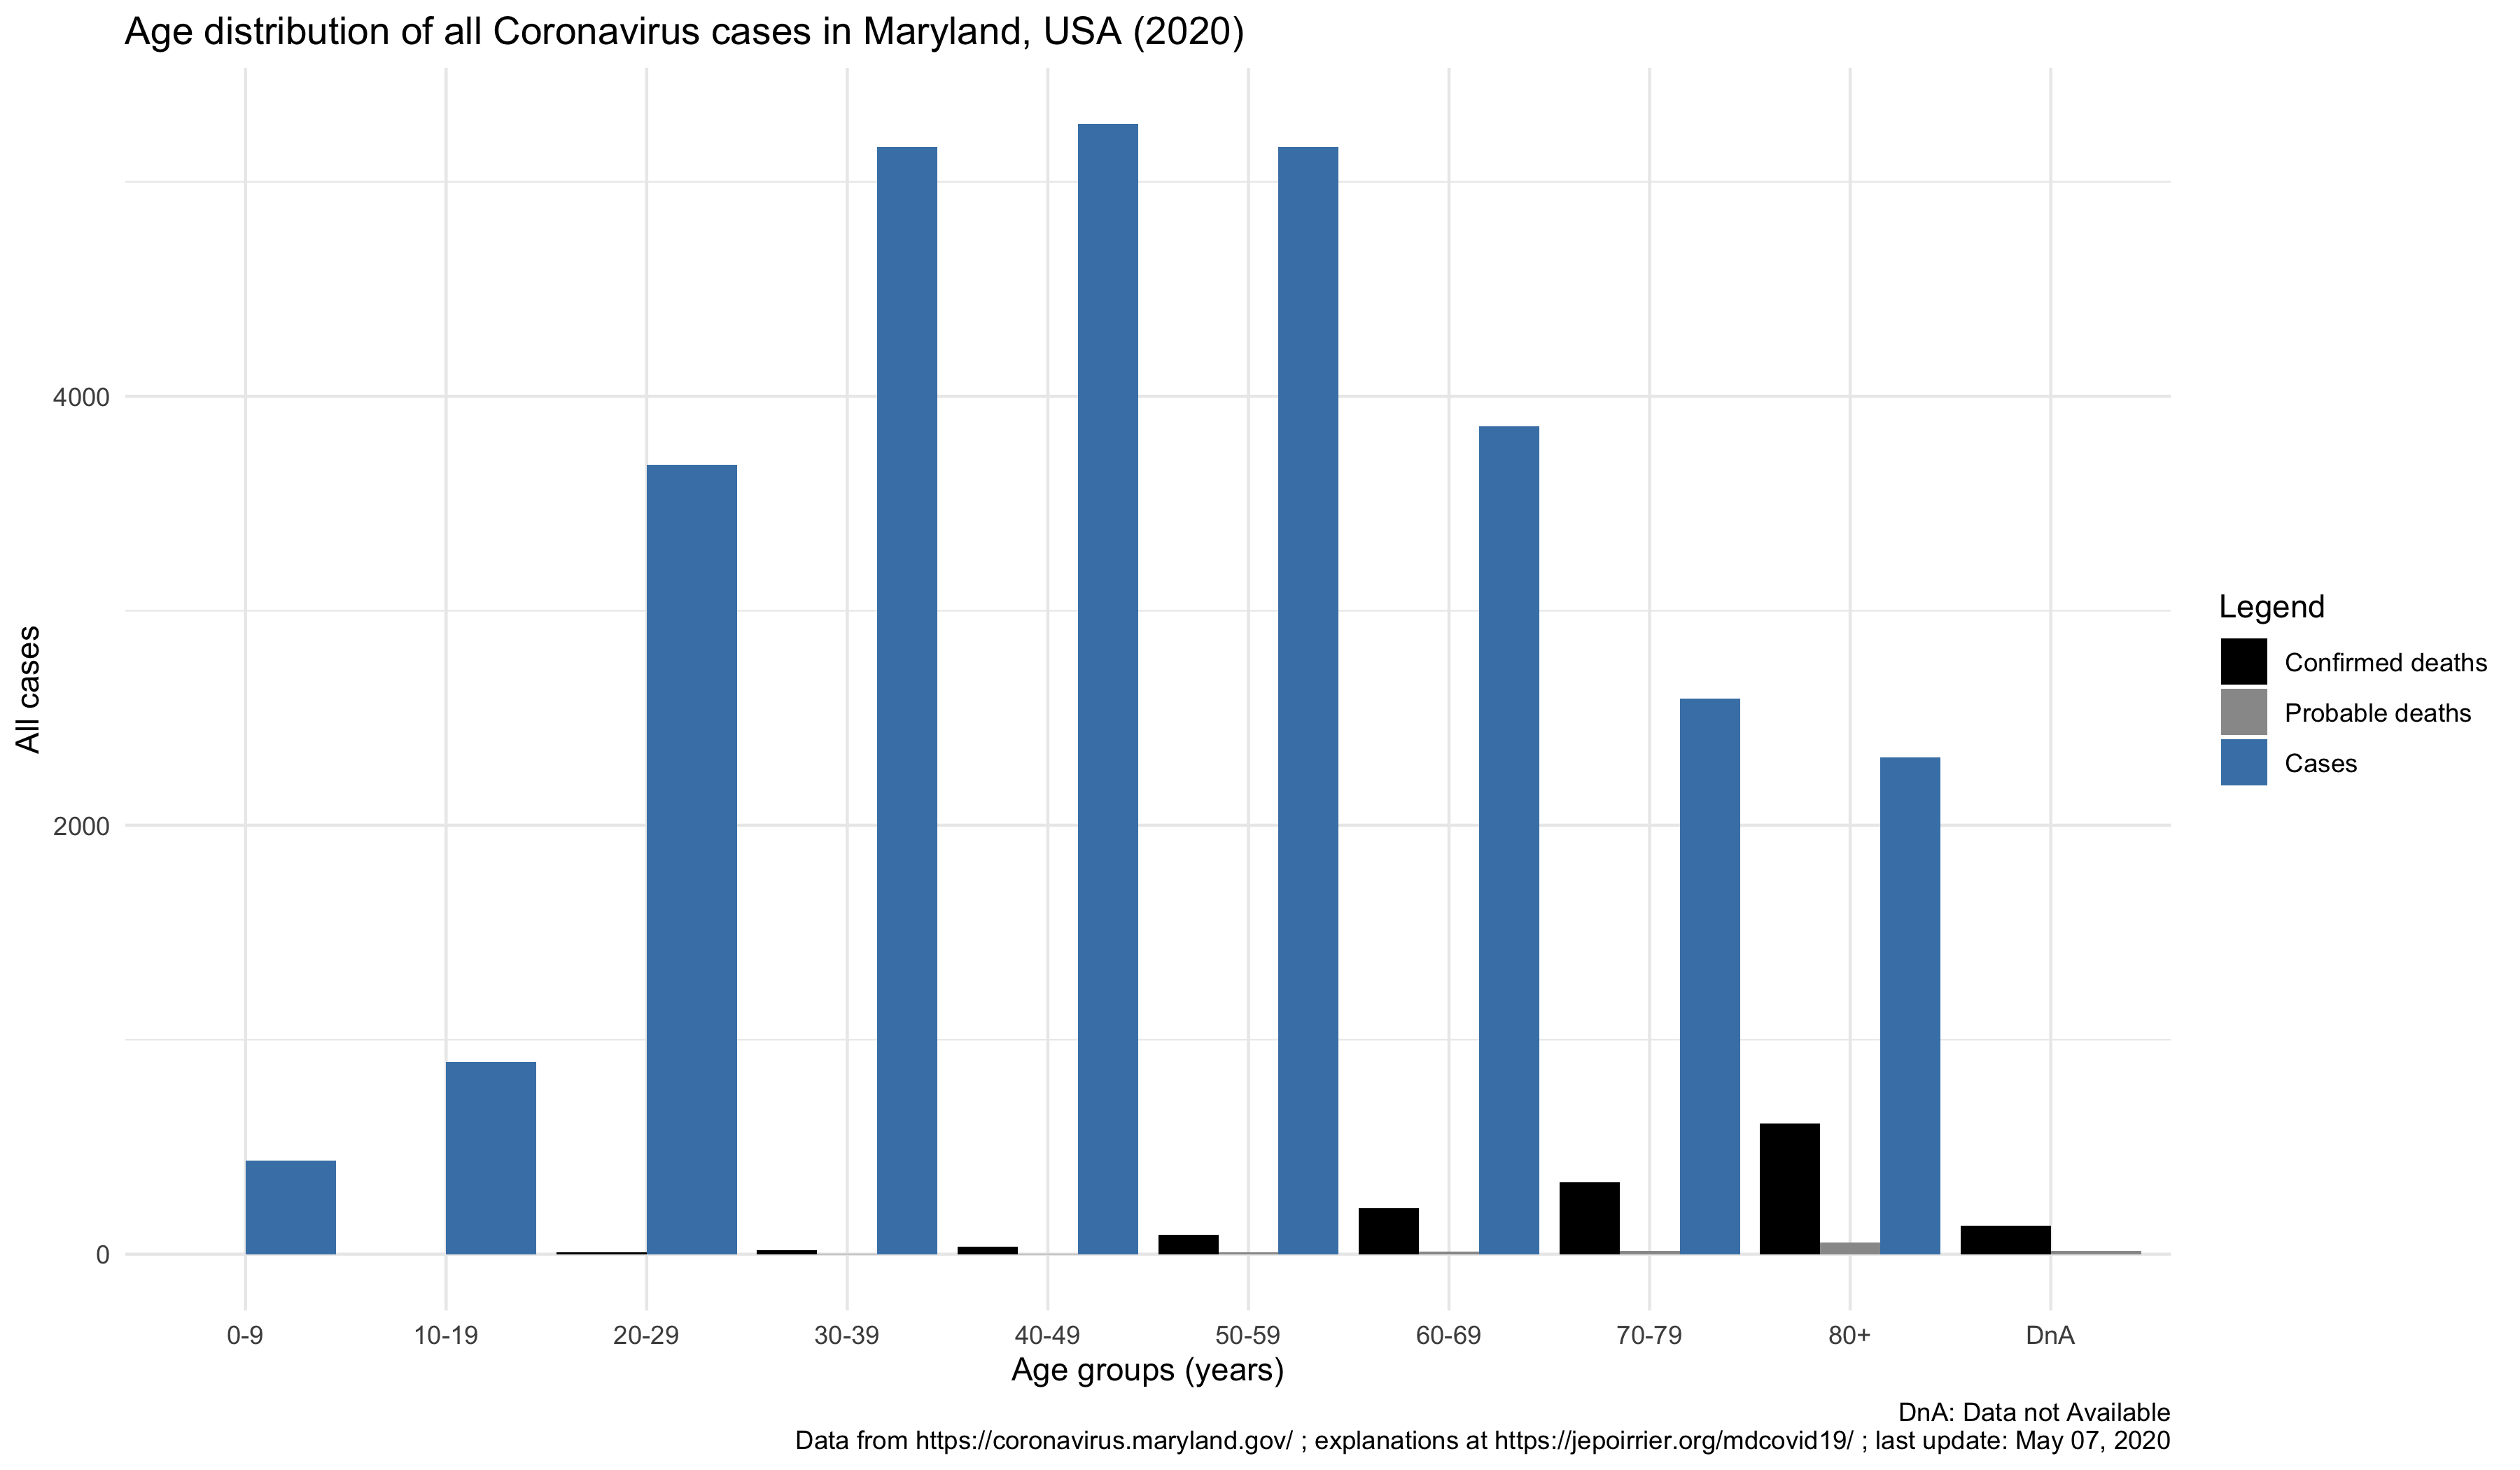 Age distribution of all Coronavirus cases in Maryland, USA (2020)
All cases
4000
2000
0
0-9
10-19
20-29
30-39
40-49
50-59
60-69
70-79
80+
DnA
Age groups (years)
Legend
Confirmed deaths
Probable deaths
Cases
DnA: Data not Available
Data from https://coronavirus.maryland.gov/ ; explanations at https://jepoirrier.org/mdcovid19/ ; last update: May 07, 2020